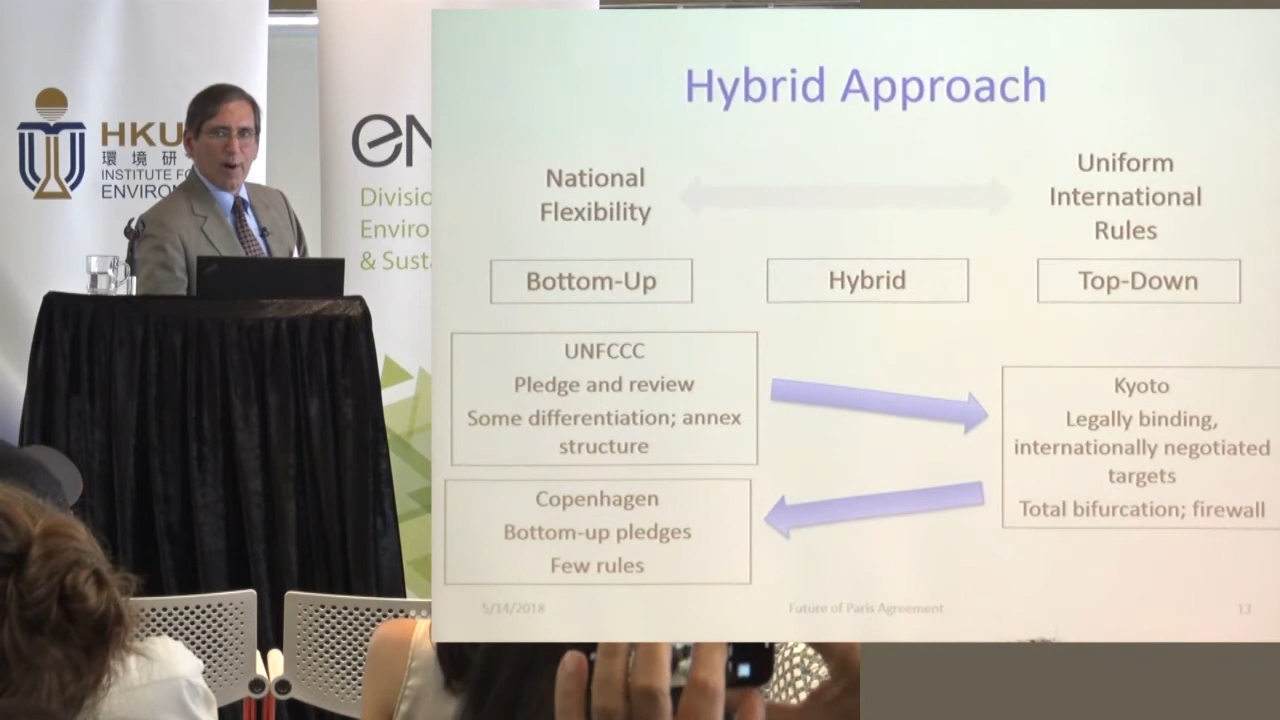 HKU
環境研
INSTITUTE FO
ENVIRON
en
Divisio
Enviro
& Sust
Hybrid Approach
National
Flexibility
Uniform
International
Rules
Bottom-Up
Hybrid
Top-Down
UNFCCC
Pledge and review
Some differentiation; annex
structure
Kyoto
Legally binding,
internationally negotiated
targets
Total bifurcation; firewall
Copenhagen
Bottom-up pledges
Few rules
5/14/2018
Future of Paris Agreement
13